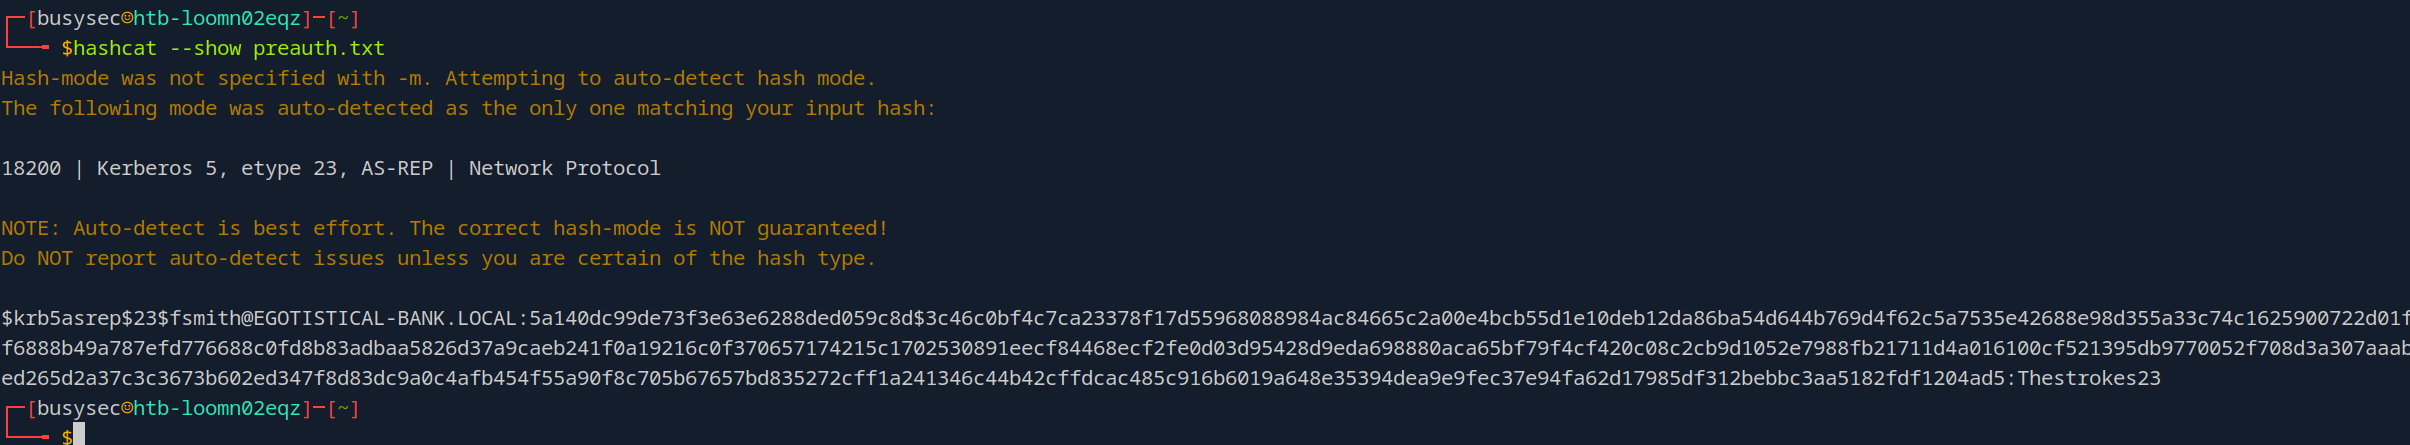 ┌─[busysec☺htb-loomn02eqz]─[~]
└──╼ $hashcat --show preauth.txt
Hash-mode was not specified with -m. Attempting to auto-detect hash mode.
The following mode was auto-detected as the only one matching your input hash:
18200 | Kerberos 5, etype 23, AS-REP | Network Protocol
NOTE: Auto-detect is best effort. The correct hash-mode is NOT guaranteed!
Do NOT report auto-detect issues unless you are certain of the hash type.
$krb5asrep$23$fsmith@EGOTISTICAL-BANK.LOCAL:5a140dc99de73f3e63e6288ded059c8d$3c46c0bf4c7ca23378f17d55968088984ac84665c2a00e4bcb55d1e10deb12da86ba54d644b769d4f62c5a7535e42688e98d355a33c74c1625900722d01f
f6888b49a787efd776688c0fd8b83adbaa5826d37a9caeb241f0a19216c0f370657174215c1702530891eecf84468ecf2fe0d03d95428d9eda698880aca65bf79f4cf420c08c2cb9d1052e7988fb21711d4a016100cf521395db9770052f708d3a307aaab
ed265d2a37c3c3673b602ed347f8d83dc9a0c4afb454f55a90f8c705b67657bd835272cff1a241346c44b42cffdcac485c916b6019a648e35394dea9e9fec37e94fa62d17985df312bebbc3aa5182fdf1204ad5:Thestrokes23
┌─[busysec☺htb-loomn02eqz]─[~]
└──╼ $